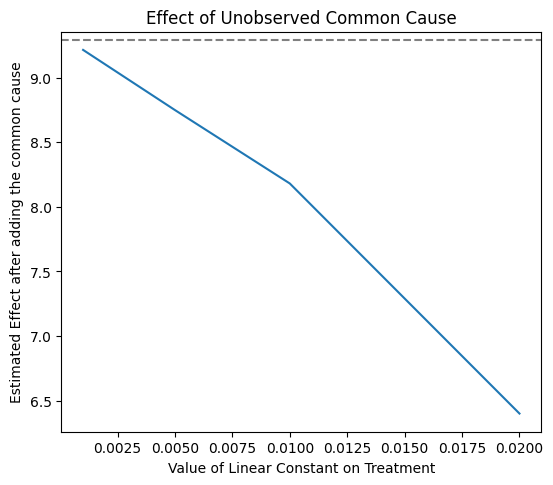 Effect of Unobserved Common Cause
Estimated Effect after adding the common cause
9.0
8.5
8.0
7.5
7.0
6.5
0.0025 0.0050 0.0075 0.0100 0.0125 0.0150 0.0175 0.0200
Value of Linear Constant on Treatment